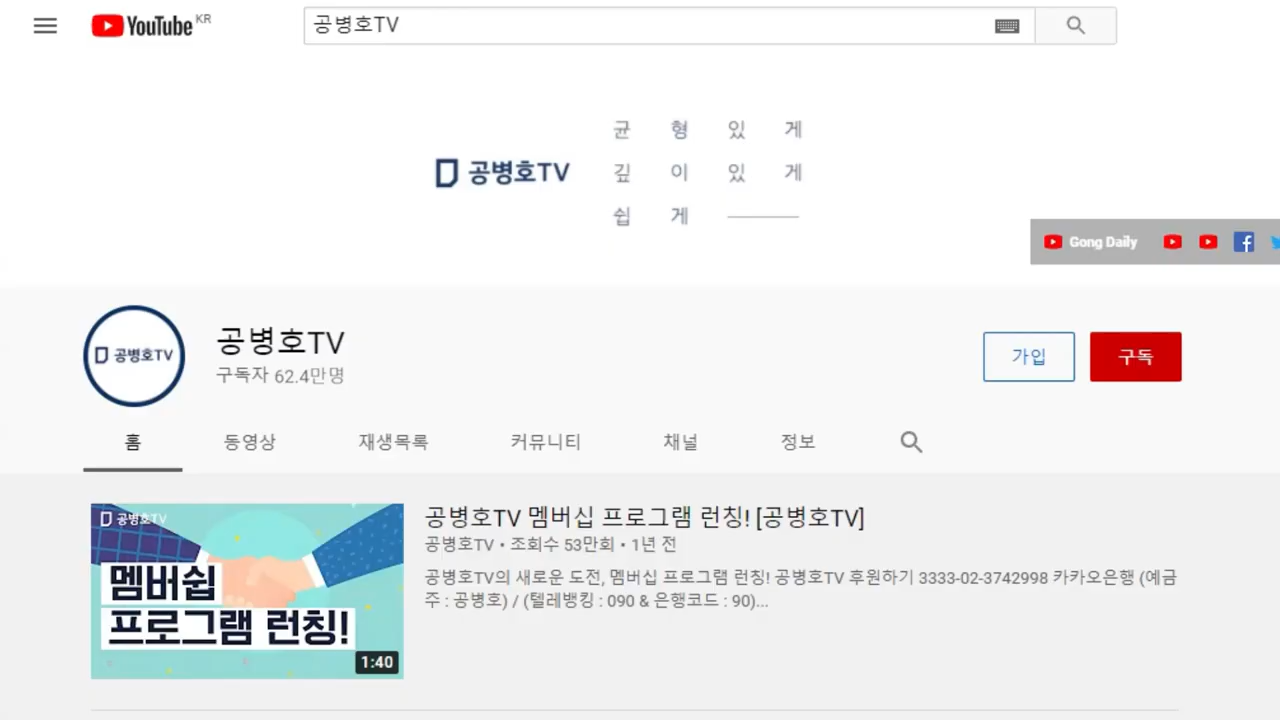 YouTube KR
공병호TV
균 형 있 게
공병호TV
깊 이 있 게
쉽 게
Gong Daily
공병호TV
공병호TV
구독자 62.4만명
가입
구독
홈
동영상
재생목록
커뮤니티
채널
정보
공병호TV
멤버쉽
프로그램 런칭!
1:40
공병호TV 멤버십 프로그램 런칭! [공병호TV]
공병호TV • 조회수 53만회 • 1년 전
공병호TV의 새로운 도전, 멤버십 프로그램 런칭! 공병호TV 후원하기 3333-02-3742998 카카오은행 (예금
주 : 공병호) / (텔레뱅킹 : 090 & 은행코드 : 90)...